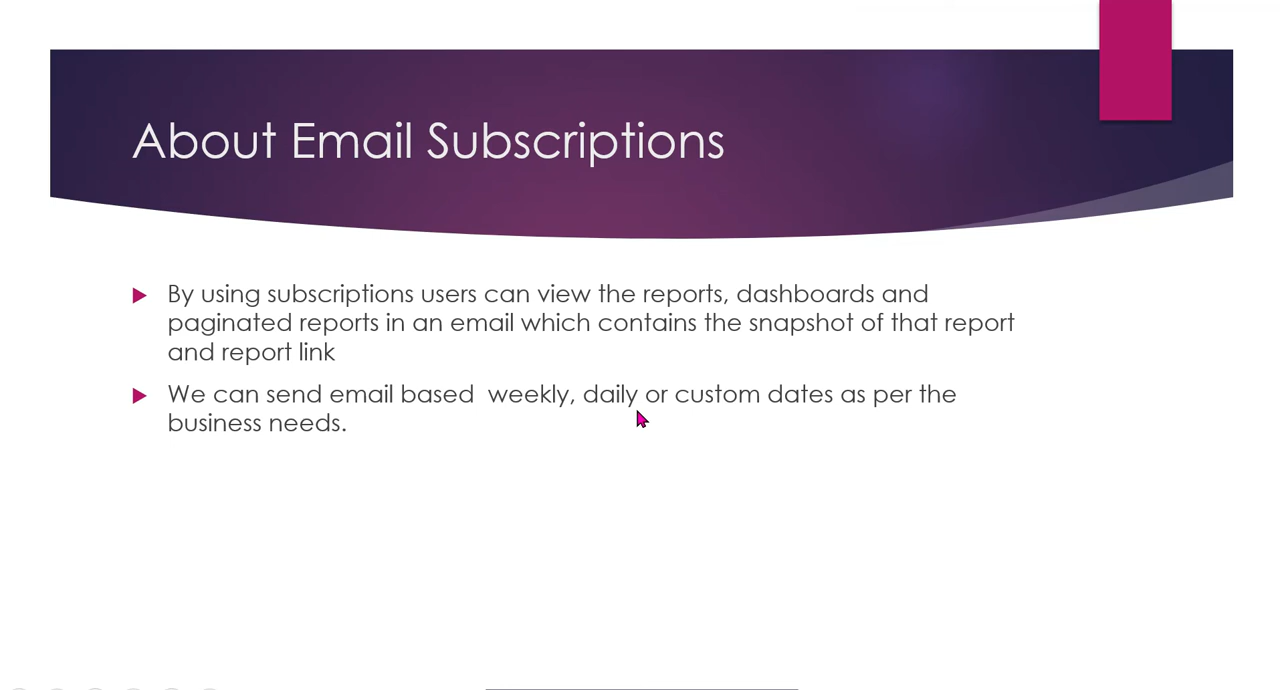 About Email Subscriptions
By using subscriptions users can view the reports, dashboards and
paginated reports in an email which contains the snapshot of that report
and report link
We can send email based  weekly, daily or custom dates as per the
business needs.